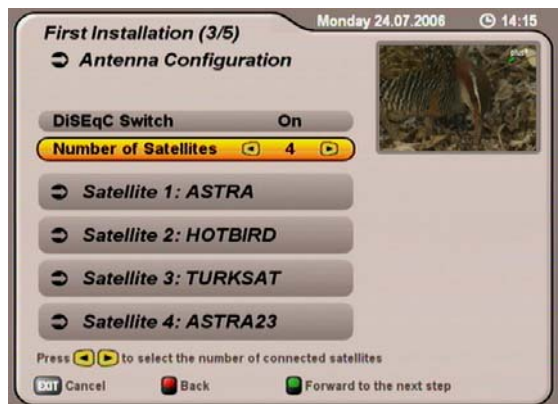 First Installation (3/5)
Monday 24.07.2006 14:15
Antenna Configuration
DiSEqC Switch On
Number of Satellites 4
Satellite 1: ASTRA
Satellite 2: HOTBIRD
Satellite 3: TURKSAT
Satellite 4: ASTRA23
Press to select the number of connected satellites
EXIT Cancel Back Forward to the next step